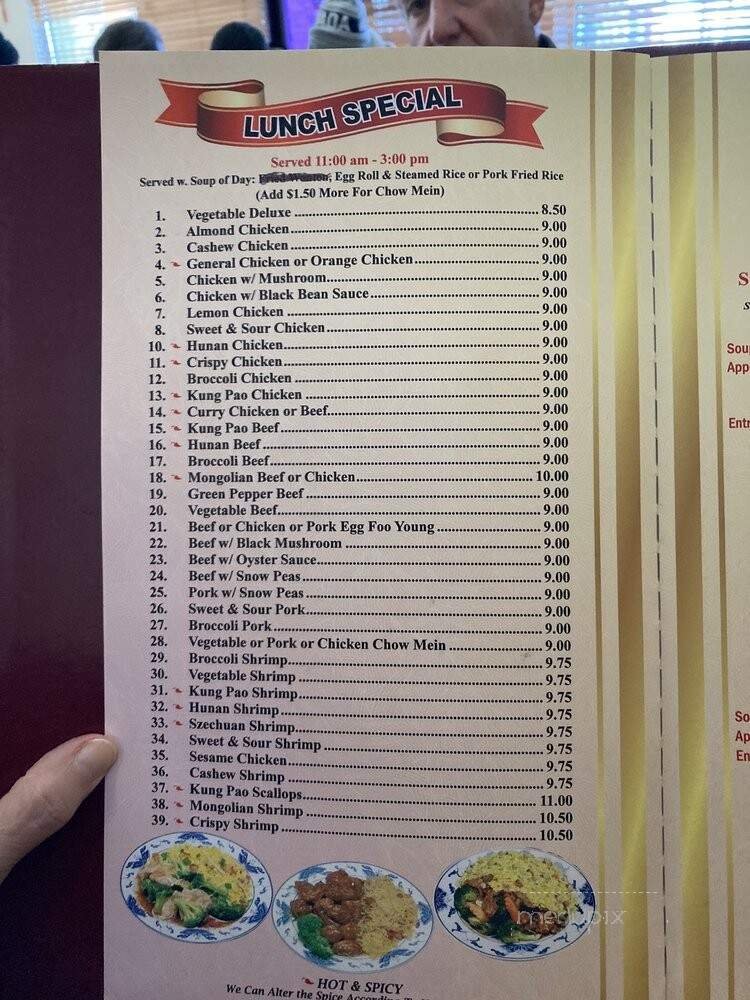 AOU
LUNCH SPECIAL
Served 11:00 am - 3:00 pm
Served w. Soup of Day: Fried Wonton, Egg Roll & Steamed Rice or Pork Fried Rice
(Add $1.50 More For Chow Mein)
1. Vegetable Deluxe 8.50
2. Almond Chicken 9.00
3. Cashew Chicken 9.00
4. General Chicken or Orange Chicken 9.00
5. Chicken w/ Mushroom 9.00
6. Chicken w/ Black Bean Sauce 9.00
7. Lemon Chicken 9.00
8. Sweet & Sour Chicken 9.00
10. Hunan Chicken 9.00
11. Crispy Chicken 9.00
12. Broccoli Chicken 9.00
13. Kung Pao Chicken 9.00
14. Curry Chicken or Beef 9.00
15. Kung Pao Beef 9.00
16. Hunan Beef 9.00
17. Broccoli Beef 9.00
18. Mongolian Beef or Chicken 10.00
19. Green Pepper Beef 9.00
20. Vegetable Beef 9.00
21. Beef or Chicken or Pork Egg Foo Young 9.00
22. Beef w/ Black Mushroom 9.00
23. Beef w/ Oyster Sauce 9.00
24. Beef w/ Snow Peas 9.00
25. Pork w/ Snow Peas 9.00
26. Sweet & Sour Pork 9.00
27. Broccoli Pork 9.00
28. Vegetable or Pork or Chicken Chow Mein 9.00
29. Broccoli Shrimp 9.75
30. Vegetable Shrimp 9.75
31. Kung Pao Shrimp 9.75
32. Hunan Shrimp 9.75
33. Szechuan Shrimp 9.75
34. Sweet & Sour Shrimp 9.75
35. Sesame Chicken 9.75
36. Cashew Shrimp 9.75
37. Kung Pao Scallops 11.00
38. Mongolian Shrimp 10.50
39. Crispy Shrimp 10.50
HOT & SPICY
We Can Alter the Spice According
menupix
S
s
Soup
App
Entr
So
Ap
En